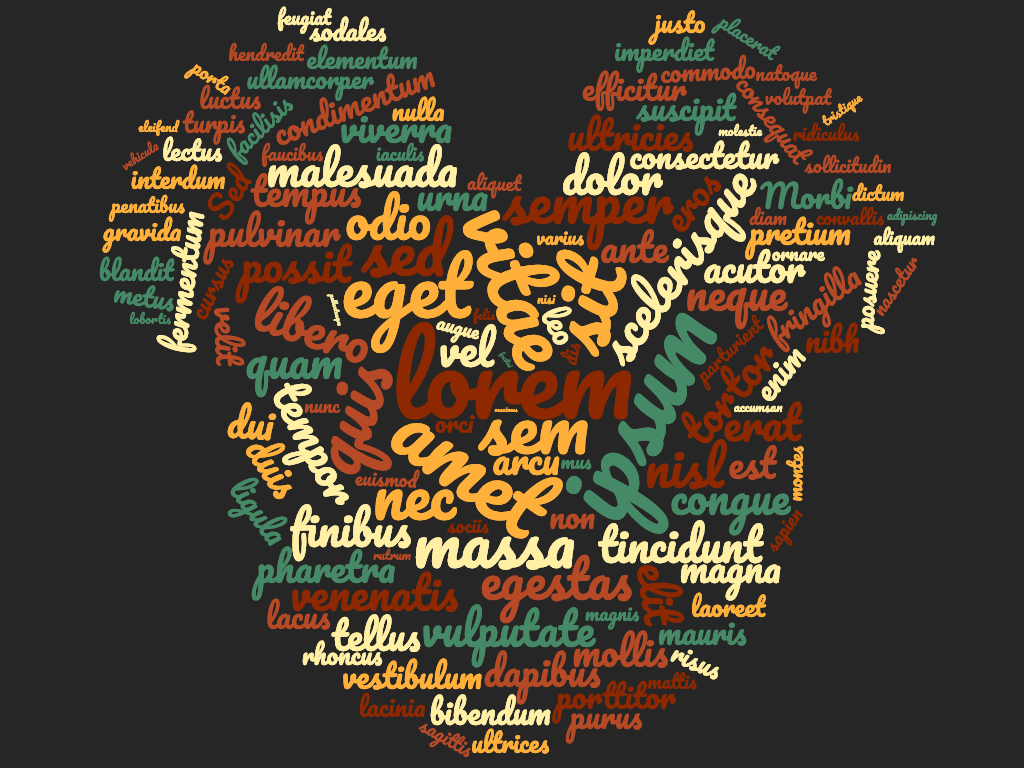 feugiat
sodales
justo
placerat
hendredit
elementum
imperdiet
porta
ullamcorper
commodo
natoque
luctus
condimentum
efficitur
consequat
volutpat
eleifend
turpis
facilisis
nulla
viverra
suscipit
tristique
ultricies
molestie
ridiculus
vehicula
lectus
faucibus
iaculis
consectetur
sollicitudin
interdum
Sed
malesuada
tempus
aliquet
dolor
eros
Morbi
dictum
penatibus
urna
semper
diam
convallis
adipiscing
gravida
fermentum
pulvinar
odio
vitae
varius
ante
scelerisque
pretium
aliquam
blandit
cursus
possit
sed
sit
acutor
ornare
posuere
nascetur
metus
eget
nisi
leo
neque
fringilla
lobortis
velit
libero
augue
felis
ipsum
parturient
nibh
quam
vel
dis
tortor
enim
tempor
nunc
quis
lorem
maximus
accumsan
dui
orci
sem
erat
duis
amet
arcu
mus
nisl
est
montes
euismod
ligula
nec
congue
finibus
sociis
non
sapien
rutrum
massa
tincidunt
pharetra
magna
venenatis
egestas
elit
lacus
magnis
laoreet
tellus
vulputate
mauris
rhoncus
mollis
risus
vestibulum
dapibus
mattis
lacinia
bibendum
porttitor
purus
sagittis
ultrices